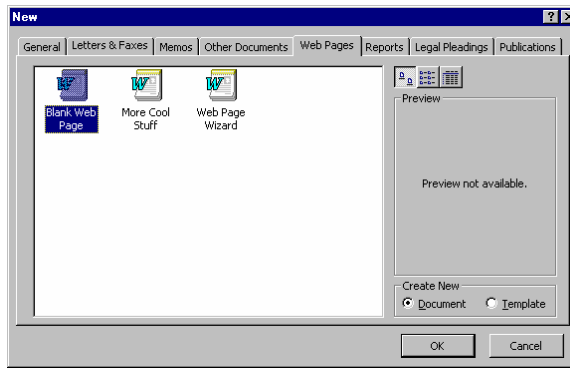 New
General Letters & Faxes Memos Other Documents Web Pages Reports Legal Pleadings Publications
Blank Web Page
More Cool Stuff
Web Page Wizard
Preview
Preview not available.
Create New
Document Template
OK Cancel